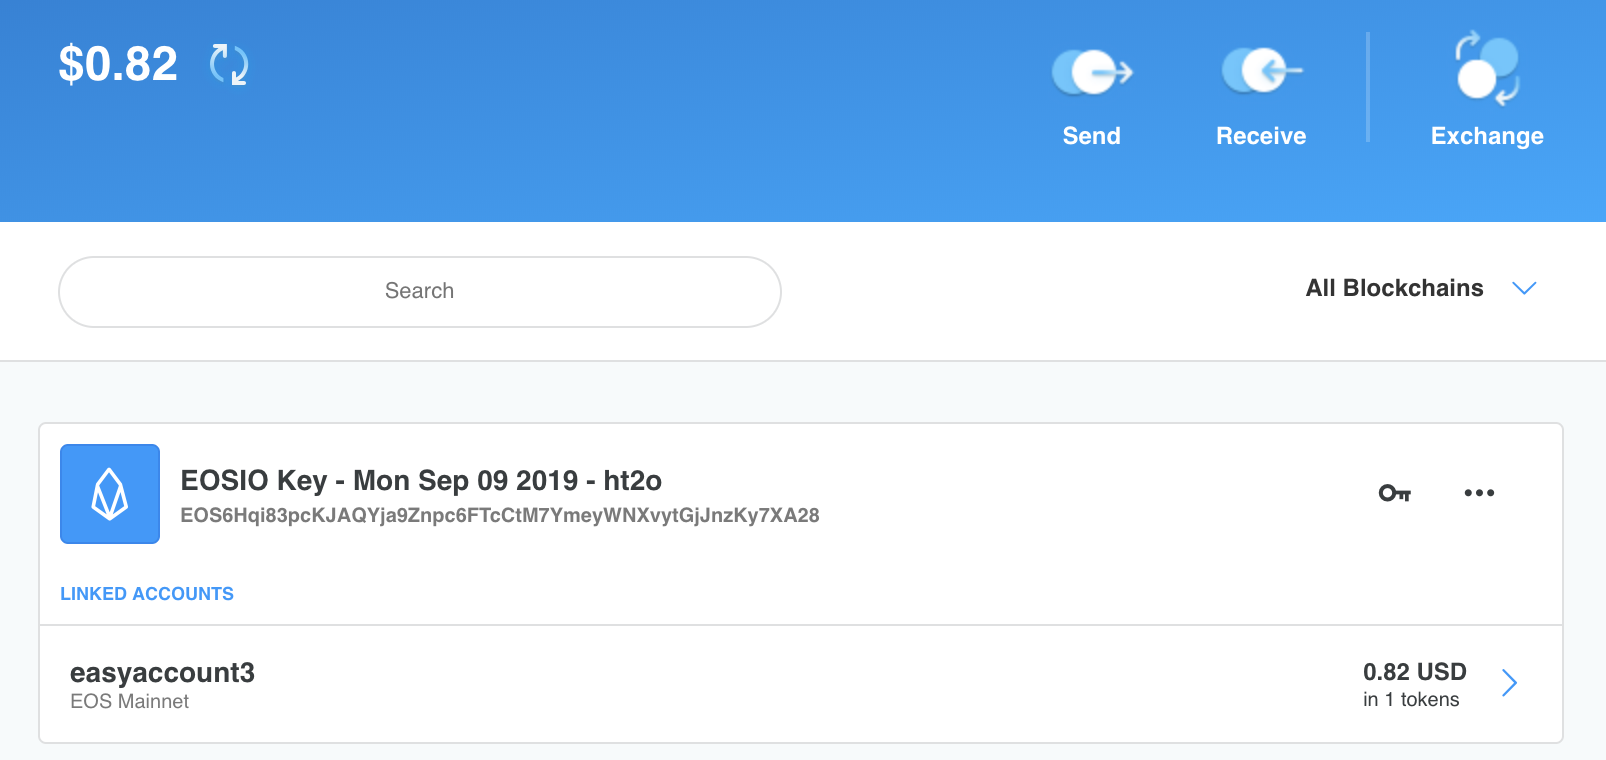 $0.82
Send
Receive
Exchange
Search
All Blockchains
EOSIO Key - Mon Sep 09 2019 - ht2o
EOS6Hqi83pcKJAQYja9Znpc6FTcCtM7YmeyWNXvytGjJnzKy7XA28
LINKED ACCOUNTS
easyaccount3
0.82 USD
EOS Mainnet
in 1 tokens